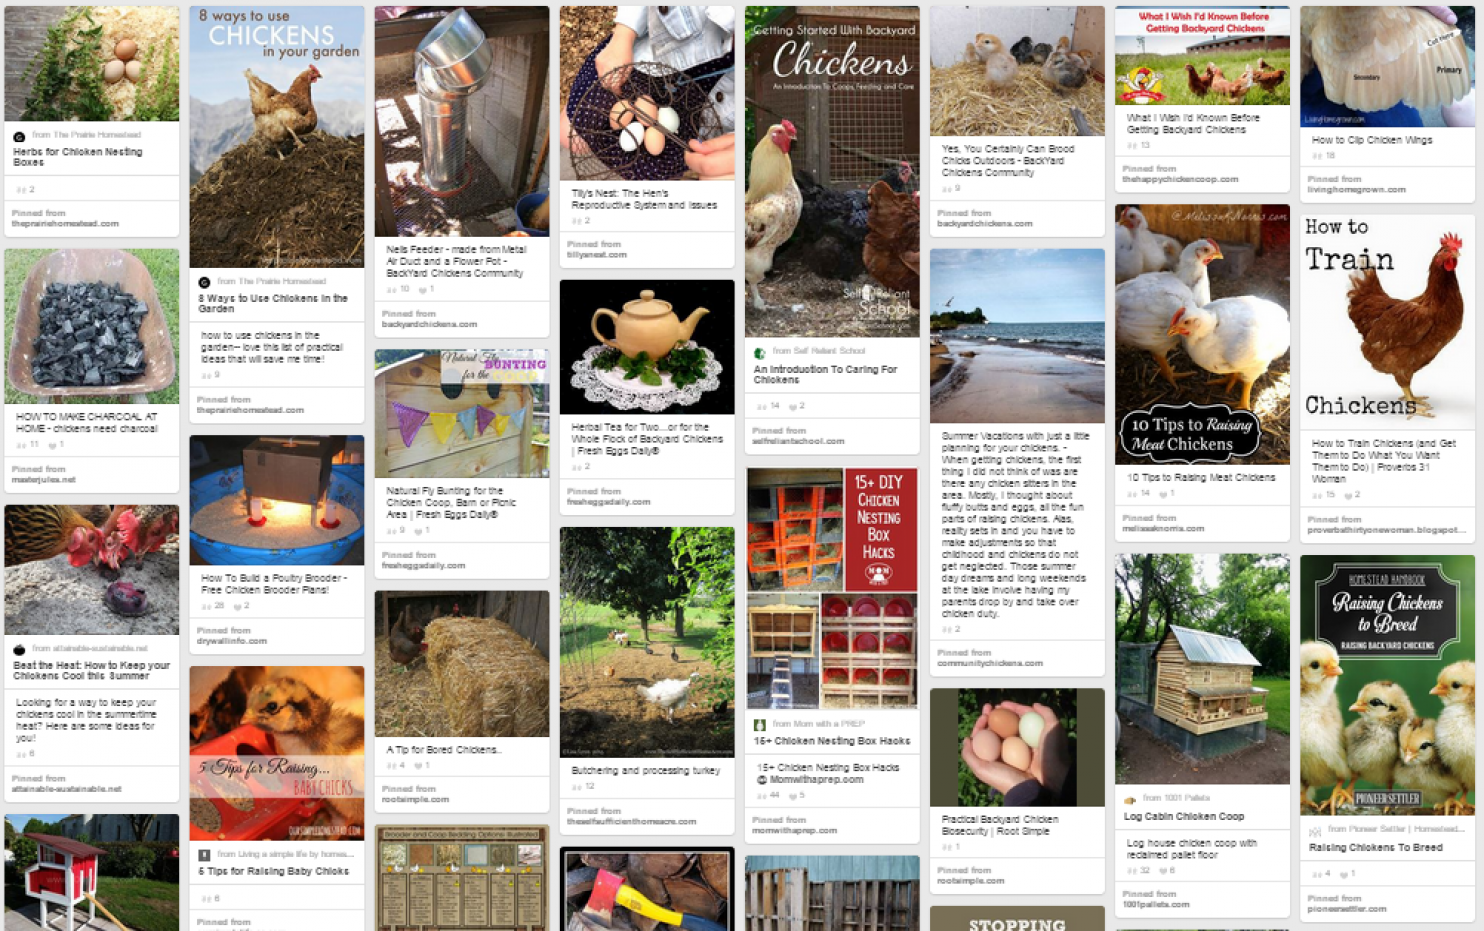 from The Prairie Homestead
Herbs for Chicken Nesting
Boxes
2
Pinned from
theprairiehomestead.com
HOW TO MAKE CHARCOAL AT
HOME - chickens need charcoal
11 1
Pinned from
masterjules.net
from attainable-sustainable.net
Beat the Heat: How to Keep your
Chickens Cool this Summer
Looking for a way to keep your
chickens cool in the summertime
heat? Here are some ideas for
you!
6
Pinned from
attainable-sustainable.net
8 ways to use
CHICKENS
in your garden
from The Prairie Homestead
8 Ways to Use Chickens in the
Garden
how to use chickens in the
garden-- love this list of practical
ideas that will save me time!
9
Pinned from
theprairiehomestead.com
How To Build a Poultry Brooder -
Free Chicken Brooder Plans!
28 2
Pinned from
drywallinfo.com
5 Tips for Raising...
BABY CHICKS
OURSIMPLEHOMESTEAD.COM
from Living a simple life by homes...
5 Tips for Raising Baby Chicks
6
Pinned from
Nells Feeder - made from Metal
Air Duct and a Flower Pot -
BackYard Chickens Community
10 1
Pinned from
backyardchickens.com
Natural Fly
BUNTING
for the
Natural Fly Bunting for the
Chicken Coop, Barn or Picnic
Area | Fresh Eggs Daily®
9 1
Pinned from
fresheggsdaily.com
A Tip for Bored Chickens..
4 1
Pinned from
rootsimple.com
Brooder and Coop Bedding Options Illustrated
Tilly's Nest: The Hen's
Reproductive System and Issues
2
Pinned from
tillysnest.com
Herbal Tea for Two...or for the
Whole Flock of Backyard Chickens
| Fresh Eggs Daily®
2
Pinned from
fresheggsdaily.com
Butchering and processing turkey
12
Pinned from
theselfsufficienthomeacre.com
Getting Started With Backyard
Chickens
An Introduction To Coops, Feeding and Care
Self Reliant
School
from Self Reliant School
An Introduction To Caring For
Chickens
14 2
Pinned from
selfreliantschool.com
15+ DIY
CHICKEN
NESTING
BOX
HACKS
MOM
from Mom with a PREP
15+ Chicken Nesting Box Hacks
15+ Chicken Nesting Box Hacks
@ Momwithaprep.com
44 5
Pinned from
momwithaprep.com
Yes, You Certainly Can Brood
Chicks Outdoors - BackYard
Chickens Community
9
Pinned from
backyardchickens.com
Summer Vacations with just a little
planning for your chickens. -
When getting chickens, the first
thing I did not think of was are
there any chicken sitters in the
area. Mostly, I thought about
fluffy butts and eggs, all the fun
parts of raising chickens. Alas,
reality sets in and you have to
make adjustments so that
childhood and chickens do not
get neglected. Those summer
day dreams and long weekends
at the lake involve having my
parents drop by and take over
chicken duty.
2
Pinned from
communitychickens.com
Practical Backyard Chicken
Biosecurity | Root Simple
1
Pinned from
rootsimple.com
STOPPING
What I Wish I'd Known Before
Getting Backyard Chickens
What I Wish I'd Known Before
Getting Backyard Chickens
13
Pinned from
thehappychickencoop.com
@MelissaKNorris.com
10 Tips to Raising
Meat Chickens
10 Tips to Raising Meat Chickens
14 1
Pinned from
melissaknorris.com
from 1001 Pallets
Log Cabin Chicken Coop
Log house chicken coop with
reclaimed pallet floor
32 6
Pinned from
1001pallets.com
Cut Here
Secondary
Primary
LivingHomegrown.com
How to Clip Chicken Wings
18
Pinned from
livinghomegrown.com
How to
Train
Chickens
How to Train Chickens (and Get
Them to Do What You Want
Them to Do) | Proverbs 31
Woman
15 2
Pinned from
proverbsthirtyonewoman.blogspot....
HOMESTEAD HANDBOOK
Raising Chickens
to Breed
RAISING BACKYARD CHICKENS
PIONEER SETTLER
from Pioneer Settler | Homestead...
Raising Chickens To Breed
4 1
Pinned from
pioneersettler.com